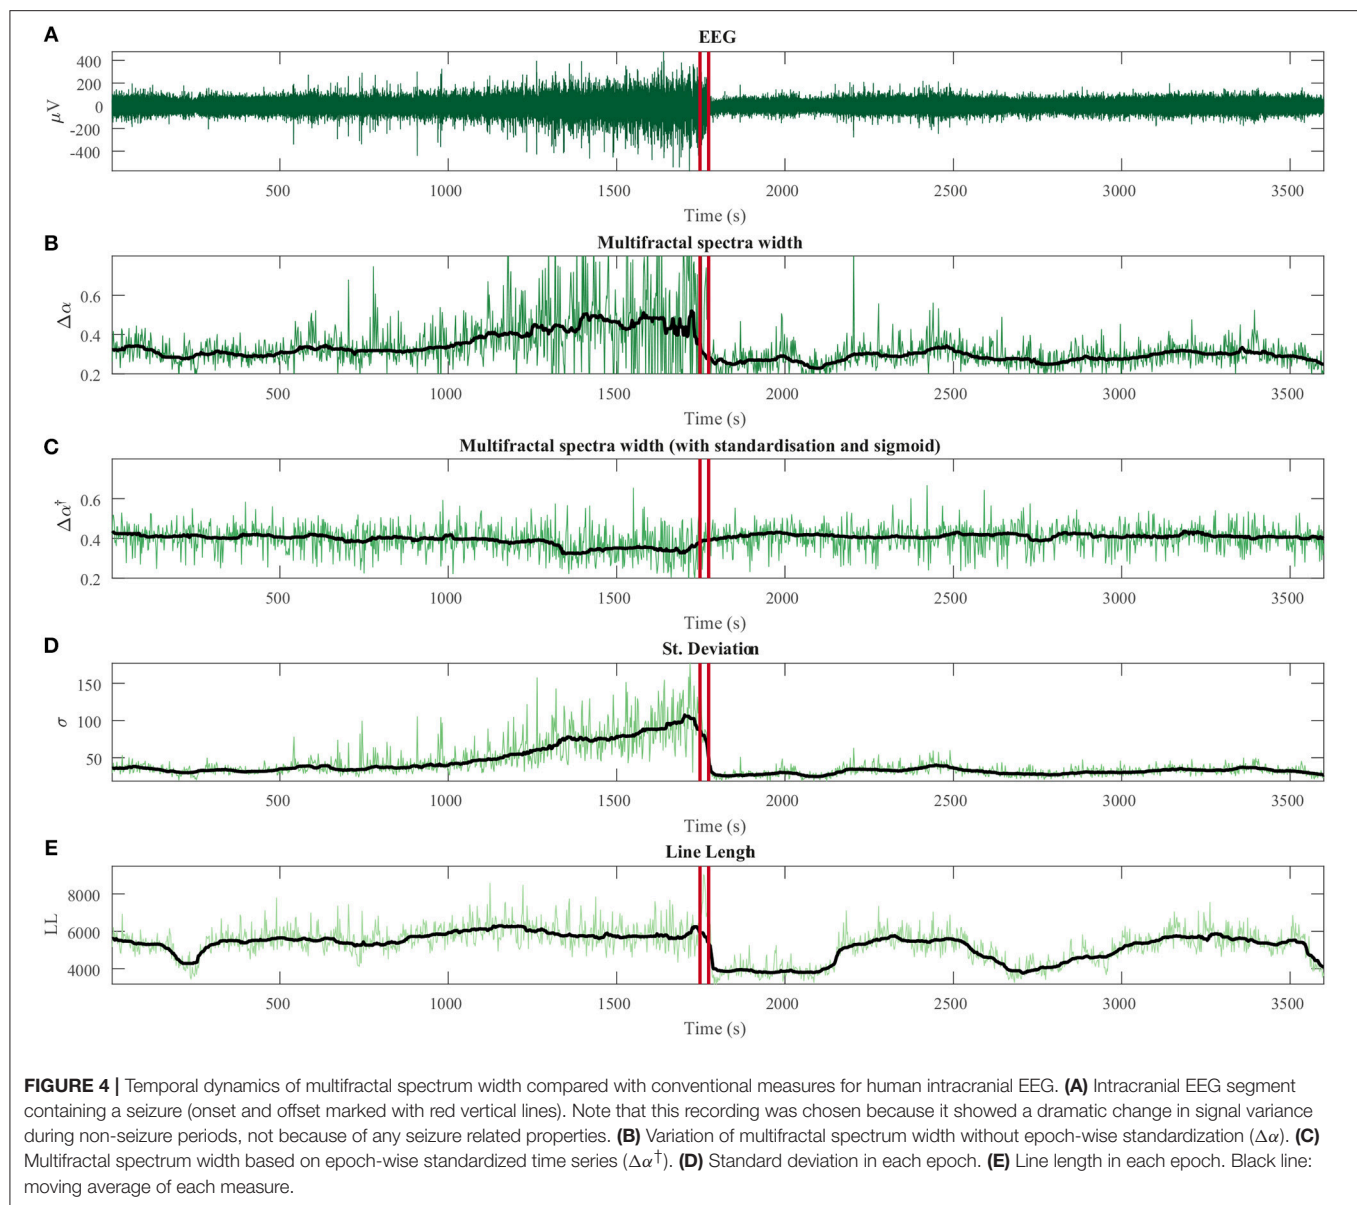 A
EEG
400
200
0
-200
-400
μV
500 1000 1500 2000 2500 3000 3500
Time (s)
B
Multifractal spectra width
0.6
0.4
0.2
Δα
500 1000 1500 2000 2500 3000 3500
Time (s)
C
Multifractal spectra width (with standardisation and sigmoid)
0.6
0.4
0.2
Δα†
500 1000 1500 2000 2500 3000 3500
Time (s)
D
St. Deviation
150
100
50
σ
500 1000 1500 2000 2500 3000 3500
Time (s)
E
Line Length
8000
6000
4000
LL
500 1000 1500 2000 2500 3000 3500
Time (s)
FIGURE 4 | Temporal dynamics of multifractal spectrum width compared with conventional measures for human intracranial EEG. (A) Intracranial EEG segment
containing a seizure (onset and offset marked with red vertical lines). Note that this recording was chosen because it showed a dramatic change in signal variance
during non-seizure periods, not because of any seizure related properties. (B) Variation of multifractal spectrum width without epoch-wise standardization (Δα). (C)
Multifractal spectrum width based on epoch-wise standardized time series (Δα†). (D) Standard deviation in each epoch. (E) Line length in each epoch. Black line:
moving average of each measure.